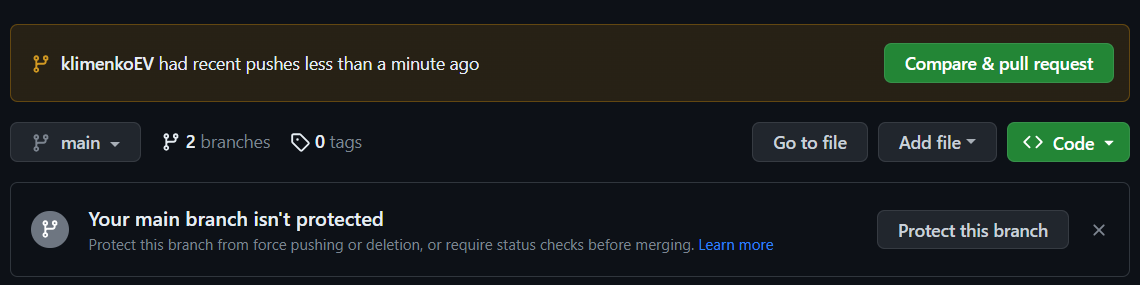 klimenkoEV had recent pushes less than a minute ago
Compare & pull request
main
2 branches
0 tags
Go to file
Add file
Code
Your main branch isn't protected
Protect this branch from force pushing or deletion, or require status checks before merging. Learn more
Protect this branch